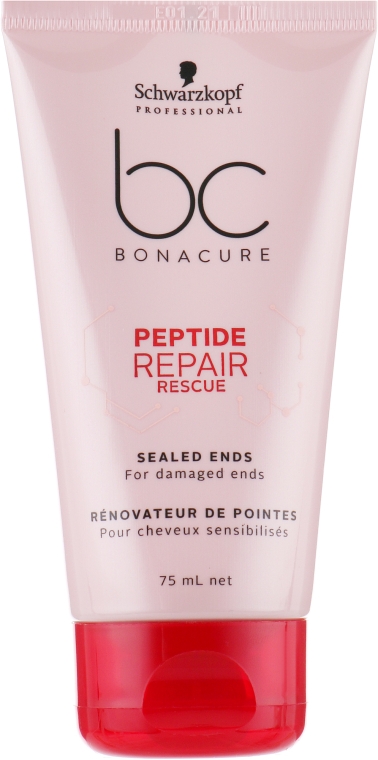 Schwarzkopf
PROFESSIONAL
bc
BONACURE
PEPTIDE
REPAIR
RESCUE
SEALED ENDS
For damaged ends
RÉNOVATEUR DE POINTES
Pour cheveux sensibilisés
75 mL net